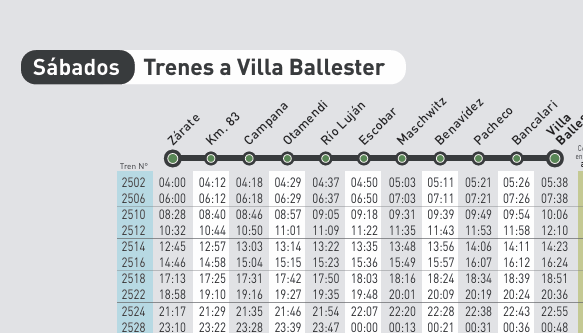 Sábados Trenes a Villa Ballester
Zárate Km. 83 Campana Otamendi Río Luján Escobar Maschwitz Benavidez Pacheco Bancalari Villa
Tren N°
2502 04:00 04:12 04:18 04:29 04:37 04:50 05:03 05:11 05:21 05:26 05:38
2506 06:00 06:12 06:18 06:29 06:37 06:50 07:03 07:11 07:21 07:26 07:38
2510 08:28 08:40 08:46 08:57 09:05 09:18 09:31 09:39 09:49 09:54 10:06
2512 10:32 10:44 10:50 11:01 11:09 11:22 11:35 11:43 11:53 11:58 12:10
2514 12:45 12:57 13:03 13:14 13:22 13:35 13:48 13:56 14:06 14:11 14:23
2516 14:46 14:58 15:04 15:15 15:23 15:36 15:49 15:57 16:07 16:12 16:24
2518 17:13 17:25 17:31 17:42 17:50 18:03 18:16 18:24 18:34 18:39 18:51
2522 18:58 19:10 19:16 19:27 19:35 19:48 20:01 20:09 20:19 20:24 20:36
2524 21:17 21:29 21:35 21:46 21:54 22:07 22:20 22:28 22:38 22:43 22:55
2528 23:10 23:22 23:28 23:39 23:47 00:00 00:13 00:21 00:31 00:36 00:48